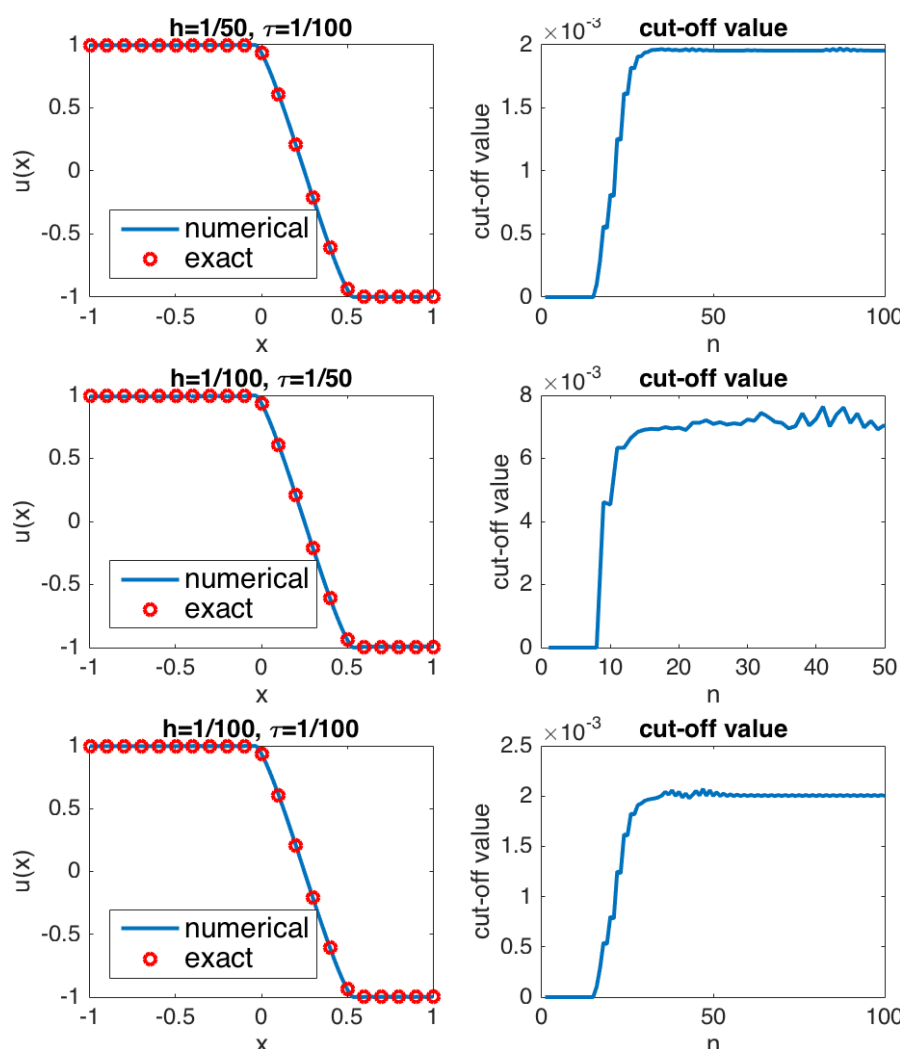 h=1/50, τ=1/100
1
0.5
0
-0.5
-1
u(x)
numerical
exact
-1 -0.5 0 0.5 1
x
cut-off value
×10⁻³
2
1.5
1
0.5
0
cut-off value
0 50 100
n
h=1/100, τ=1/50
1
0.5
0
-0.5
-1
u(x)
numerical
exact
-1 -0.5 0 0.5 1
x
cut-off value
×10⁻³
8
6
4
2
0
cut-off value
0 10 20 30 40 50
n
h=1/100, τ=1/100
1
0.5
0
-0.5
-1
u(x)
numerical
exact
-1 -0.5 0 0.5 1
x
cut-off value
×10⁻³
2.5
2
1.5
1
0.5
0
cut-off value
0 50 100
n